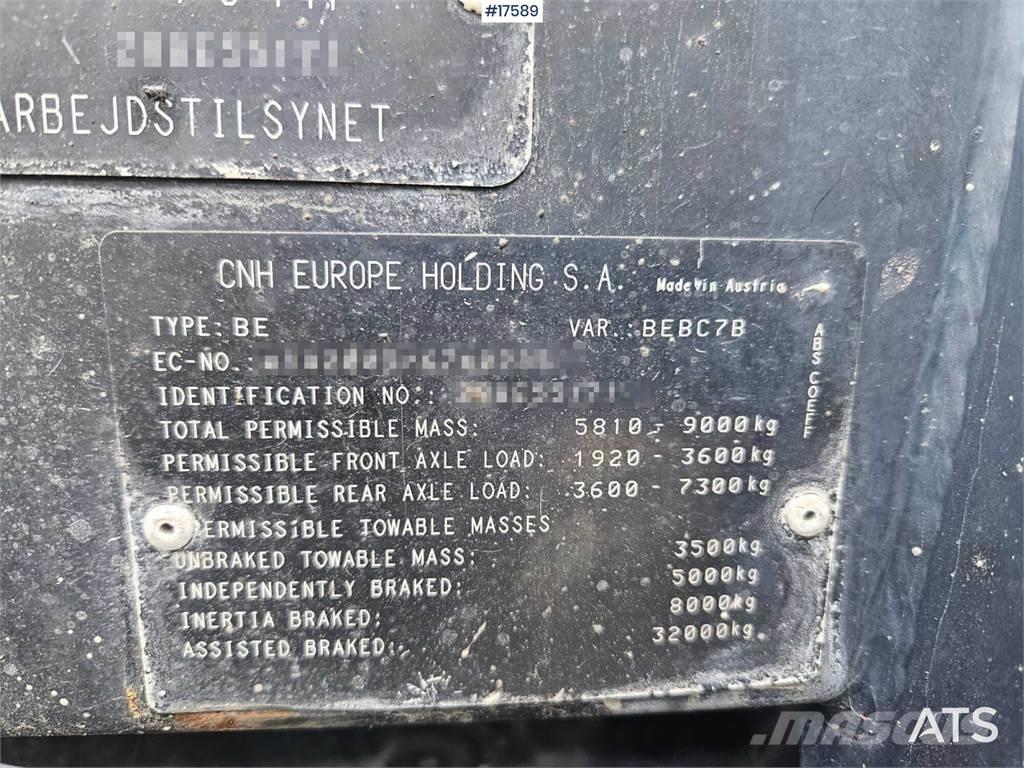 #17589
ARBEJDSTILSYNET
CNH EUROPE HOLDING S.A. Made in Austria
TYPE: BE VAR.: BEBC7B
ABS COEFF
EC-NO.:
IDENTIFICATION NO.:
TOTAL PERMISSIBLE MASS: 5810 - 9000kg
PERMISSIBLE FRONT AXLE LOAD: 1920 - 3600kg
PERMISSIBLE REAR AXLE LOAD: 3600 - 7300kg
PERMISSIBLE TOWABLE MASSES
UNBRAKED TOWABLE MASS: 3500kg
INDEPENDENTLY BRAKED: 5000kg
INERTIA BRAKED: 8000kg
ASSISTED BRAKED: 32000kg
ATS